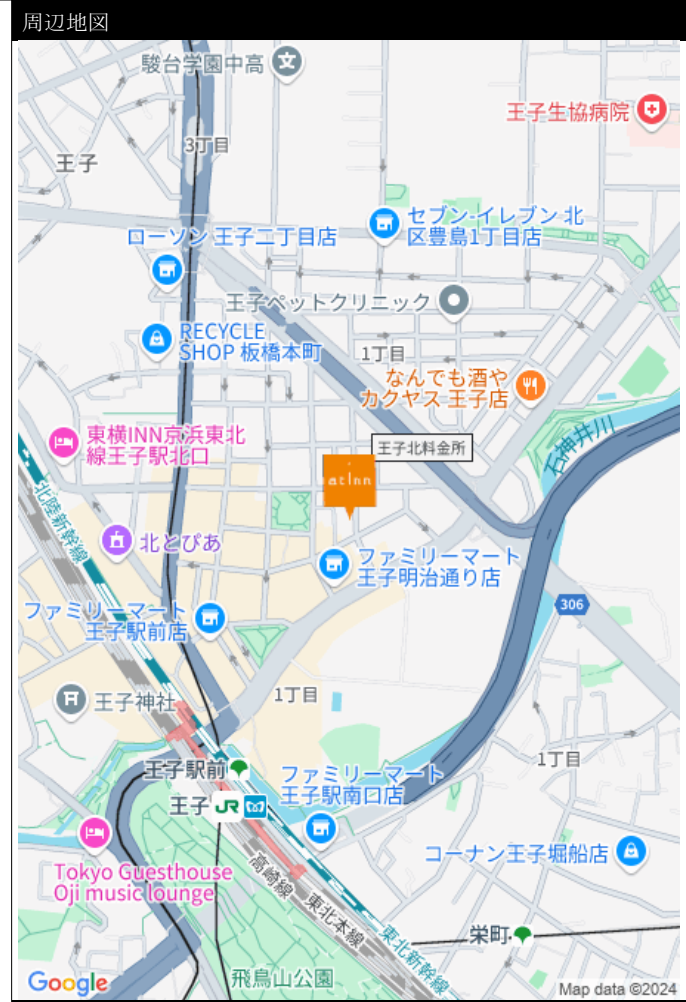 周辺地図
駿台学園中高
王子生協病院
3丁目
王子
セブン-イレブン 北
区豊島1丁目店
ローソン 王子二丁目店
王子ペットクリニック
RECYCLE
SHOP 板橋本町
1丁目
なんでも酒や
カクヤス 王子店
東横INN京浜東北
線王子駅北口
王子北料金所
石神井川
at inn
北陸新幹線
北とぴあ
ファミリーマート
王子明治通り店
306
ファミリーマート
王子駅前店
王子神社
1丁目
1丁目
王子駅前
ファミリーマート
王子駅南口店
王子 JR
コーナン王子堀船店
Tokyo Guesthouse
Oji music lounge
高崎線
東北本線
東北新幹線
栄町
飛鳥山公園
Google
Map data ©2024